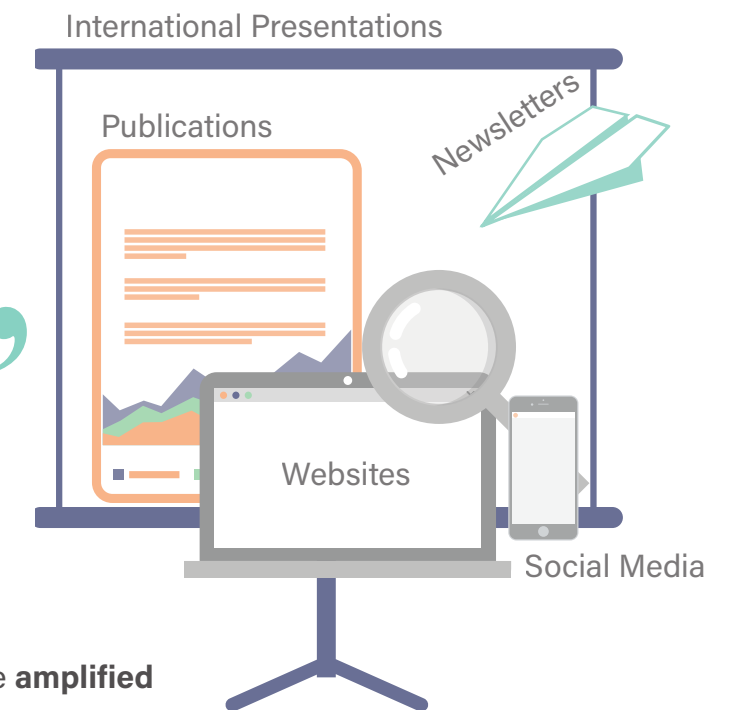 International Presentations
Publications
Newsletters
Websites
Social Media
amplified